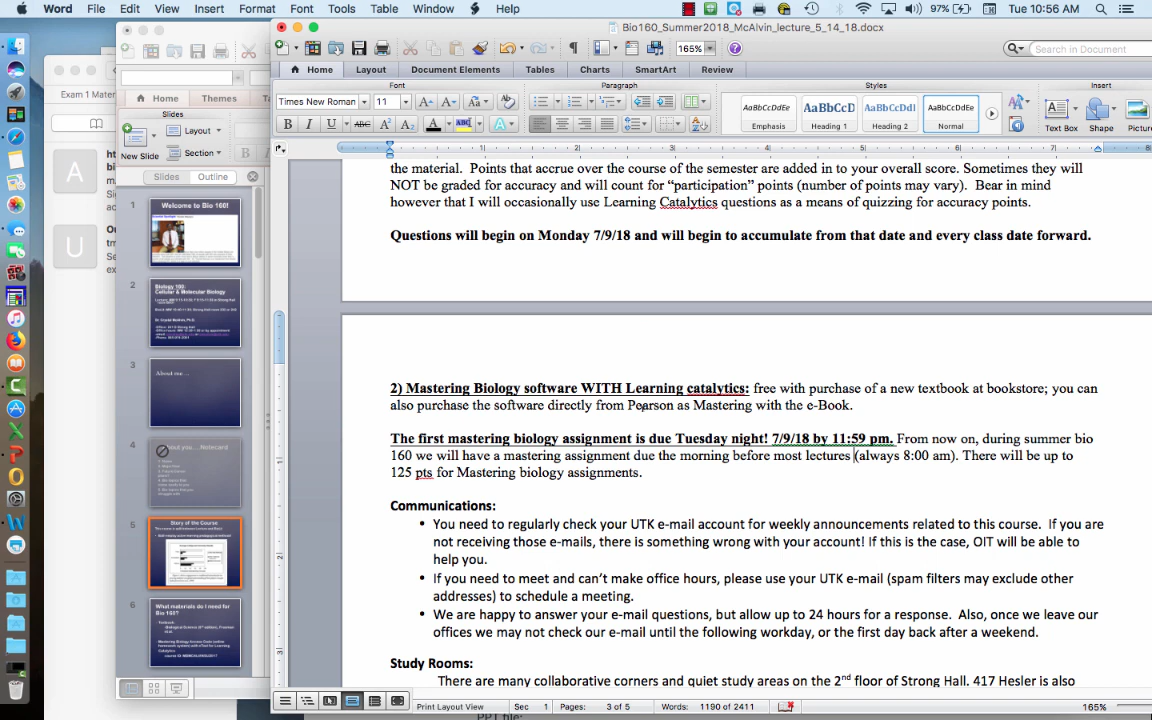 Word File Edit View Insert Format Font Tools Table Window Help 97% Tue 10:56 AM
Bio160_Summer2018_McAlvin_lecture_5_14_18.docx
165% Search in Document
Home Layout Document Elements Tables Charts SmartArt Review
Font Paragraph Styles Insert
Times New Roman 11
AaBbCcDdEe AaBbCcD AaBbCcDdI AaBbCcDdEe
Emphasis Heading 1 Heading 2 Normal Text Box Shape Picture
Exam 1 Mater
A
U
Home Themes
Slides
New Slide
Layout
Section
Slides Outline
1
Welcome to Bio 160!
2
Biology 160:
Cellular & Molecular Biology
3
About me...
4
5
Story of the Course
6
What materials do I need for
Bio 160?
the material. Points that accrue over the course of the semester are added in to your overall score. Sometimes they will
NOT be graded for accuracy and will count for “participation” points (number of points may vary). Bear in mind
however that I will occasionally use Learning Catalytics questions as a means of quizzing for accuracy points.
Questions will begin on Monday 7/9/18 and will begin to accumulate from that date and every class date forward.
2) Mastering Biology software WITH Learning catalytics: free with purchase of a new textbook at bookstore; you can
also purchase the software directly from Pearson as Mastering with the e-Book.
The first mastering biology assignment is due Tuesday night! 7/9/18 by 11:59 pm. From now on, during summer bio
160 we will have a mastering assignment due the morning before most lectures (always 8:00 am). There will be up to
125 pts for Mastering biology assignments.
Communications:
• You need to regularly check your UTK e-mail account for weekly announcements related to this course. If you are
not receiving those e-mails, there is something wrong with your account! If this is the case, OIT will be able to
help you.
• If you need to meet and can’t make office hours, please use your UTK e-mail (spam filters may exclude other
addresses) to schedule a meeting.
• We are happy to answer your e-mail questions, but allow up to 24 hours for a response. Also, once we leave our
offices we may not check our e-mail until the following workday, or the first day back after a weekend.
Study Rooms:
There are many collaborative corners and quiet study areas on the 2nd floor of Strong Hall. 417 Hesler is also
Print Layout View Sec 1 Pages: 3 of 5 Words: 1190 of 2411 165%